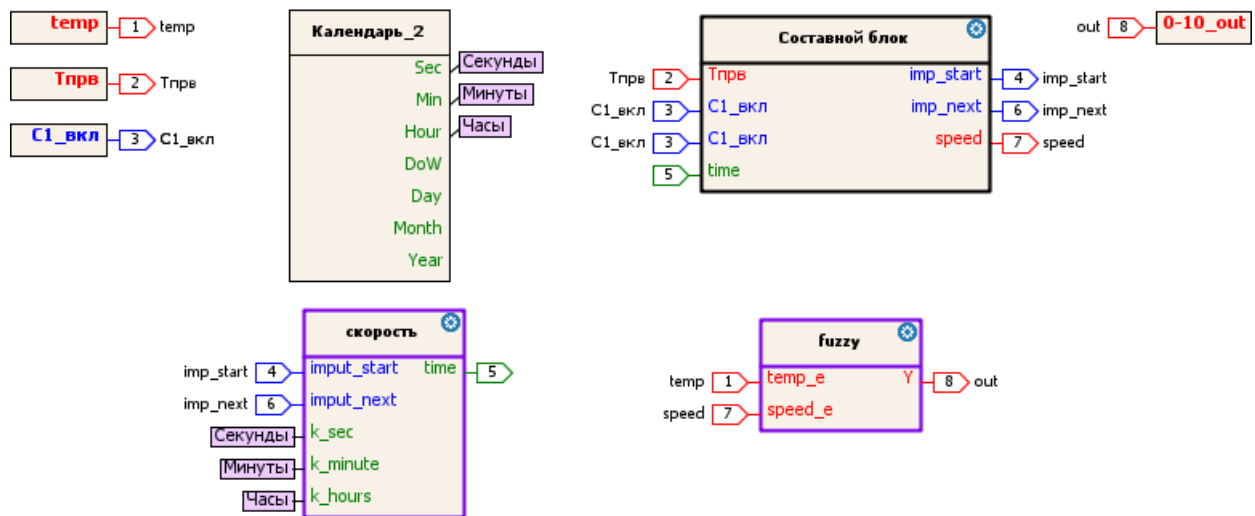 temp 1 temp
Тпрв 2 Тпрв
С1_вкл 3 С1_вкл
Календарь_2
Sec Секунды
Min Минуты
Hour Часы
DoW
Day
Month
Year
Составной блок
Тпрв 2 Тпрв imp_start 4 imp_start
С1_вкл 3 С1_вкл imp_next 6 imp_next
С1_вкл 3 С1_вкл speed 7 speed
5 time
out 8 0-10_out
скорость
imp_start 4 imput_start time 5
imp_next 6 imput_next
Секунды k_sec
Минуты k_minute
Часы k_hours
fuzzy
temp 1 temp_e Y 8 out
speed 7 speed_e